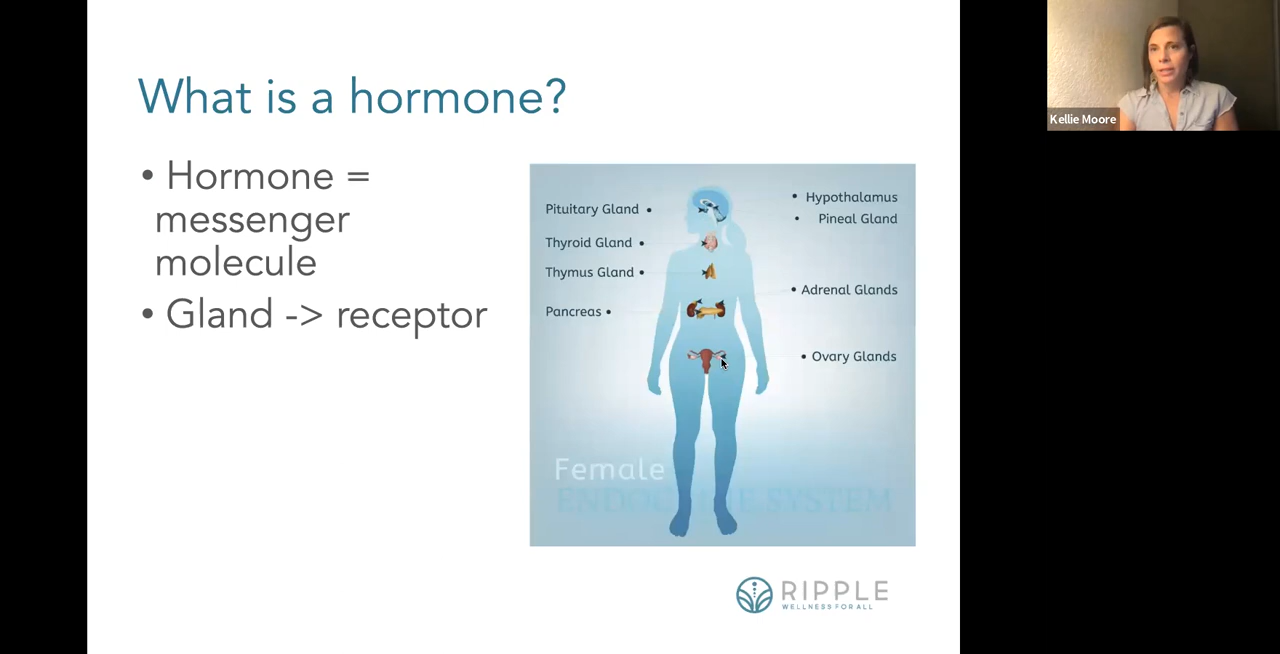 What is a hormone?
• Hormone =
messenger
molecule
• Gland -> receptor
Pituitary Gland •
Thyroid Gland •
Thymus Gland •
Pancreas •
• Hypothalamus
• Pineal Gland
• Adrenal Glands
• Ovary Glands
Female
ENDOCRINE SYSTEM
RIPPLE
WELLNESS FOR ALL
Kellie Moore